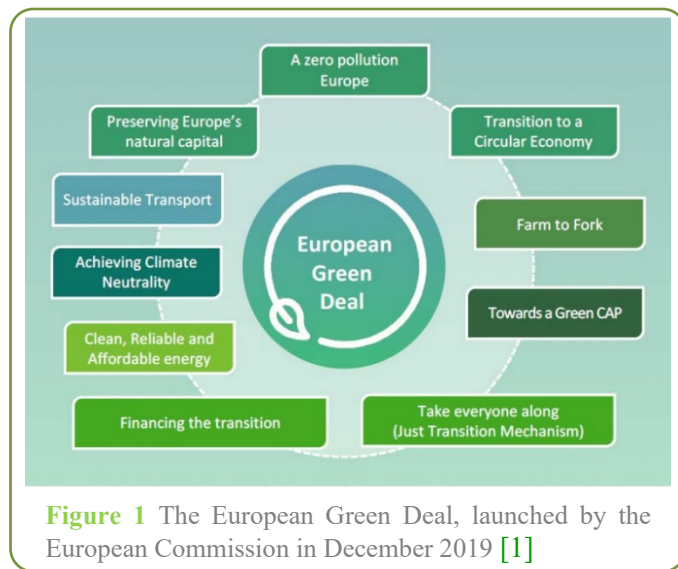 A zero pollution
Europe
Preserving Europe's
natural capital
Transition to a
Circular Economy
Sustainable Transport
Farm to Fork
European
Green
Deal
Achieving Climate
Neutrality
Towards a Green CAP
Clean, Reliable and
Affordable energy
Financing the transition
Take everyone along
(Just Transition Mechanism)
Figure 1 The European Green Deal, launched by the
European Commission in December 2019 [1]